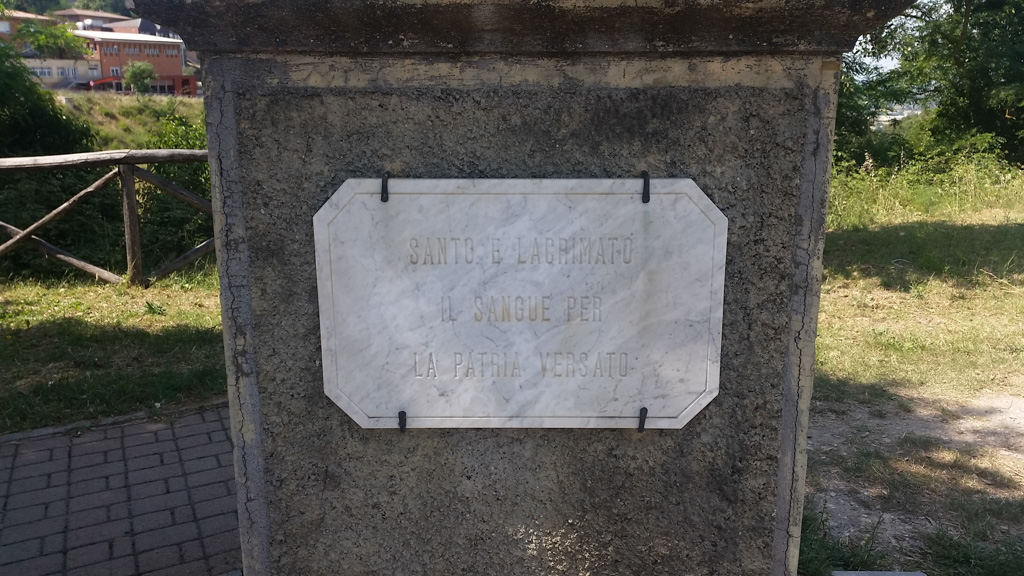 SANTO E LAGRIMATO
IL SANGUE PER
LA PATRIA VERSATO